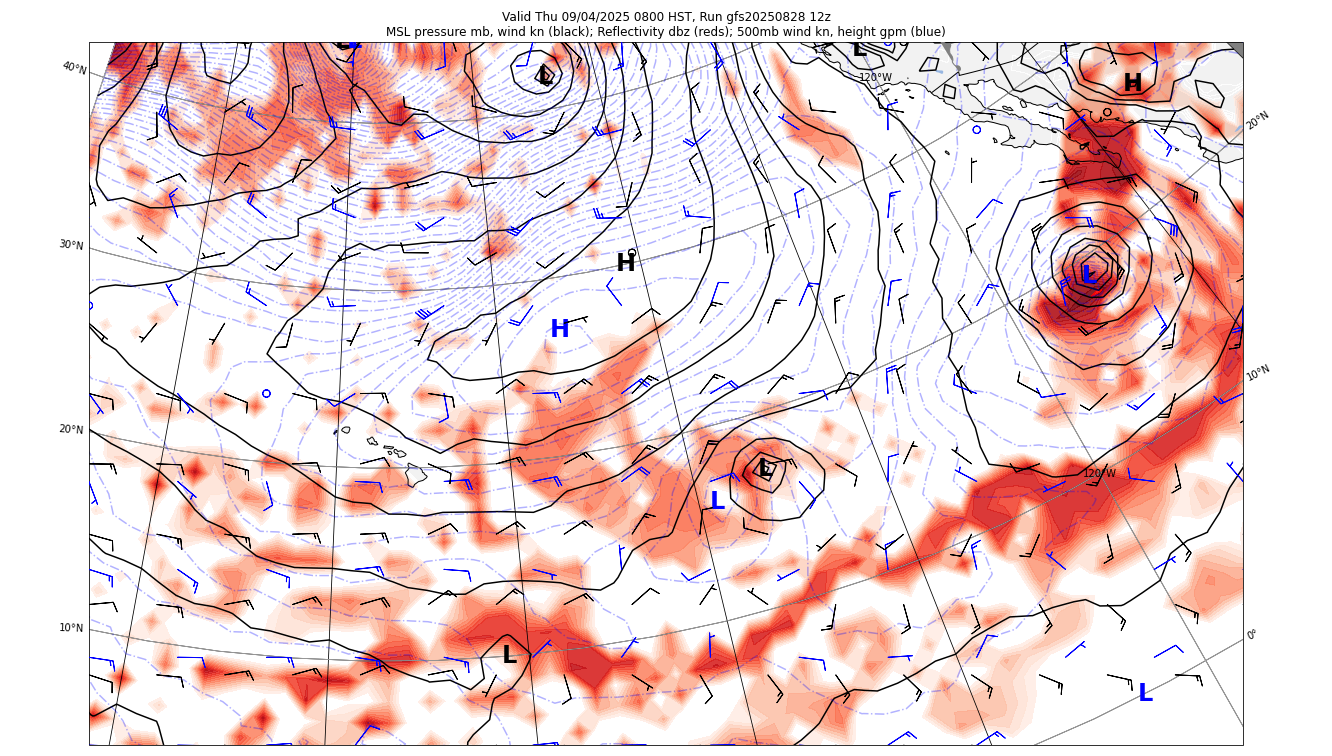 Valid Thu 09/04/2025 0800 HST, Run gfs20250828 12z
MSL pressure mb, wind kn (black); Reflectivity dbz (reds); 500mb wind kn, height gpm (blue)
L
L
120°W
H
40°N
20°N
L
30°N
H
L
H
10°N
20°N
L
120°W
L
10°N
0°
L
L